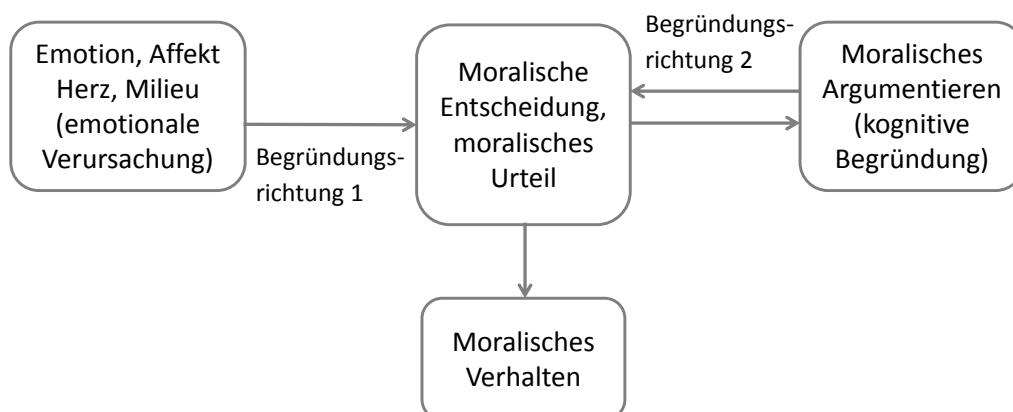 Emotion, Affekt
Herz, Milieu
(emotionale
Verursachung)
Begründungs-
richtung 1
Moralische
Entscheidung,
moralisches
Urteil
Begründungs-
richtung 2
Moralisches
Argumentieren
(kognitive
Begründung)
Moralisches
Verhalten